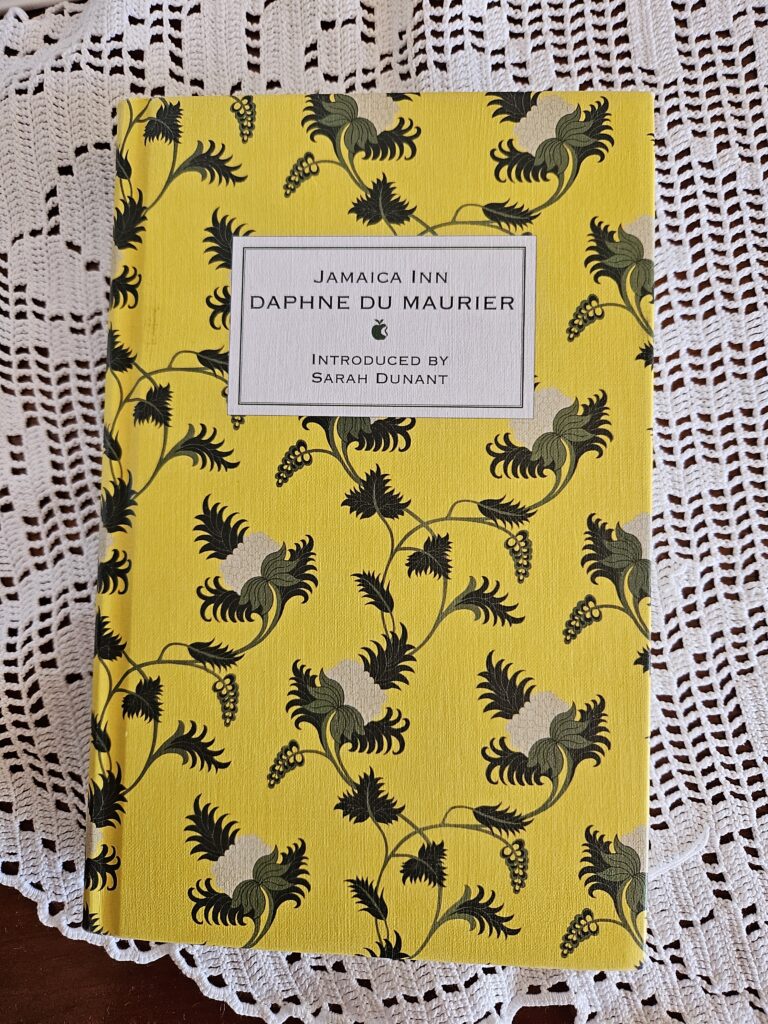 JAMAICA INN
DAPHNE DU MAURIER
INTRODUCED BY
SARAH DUNANT